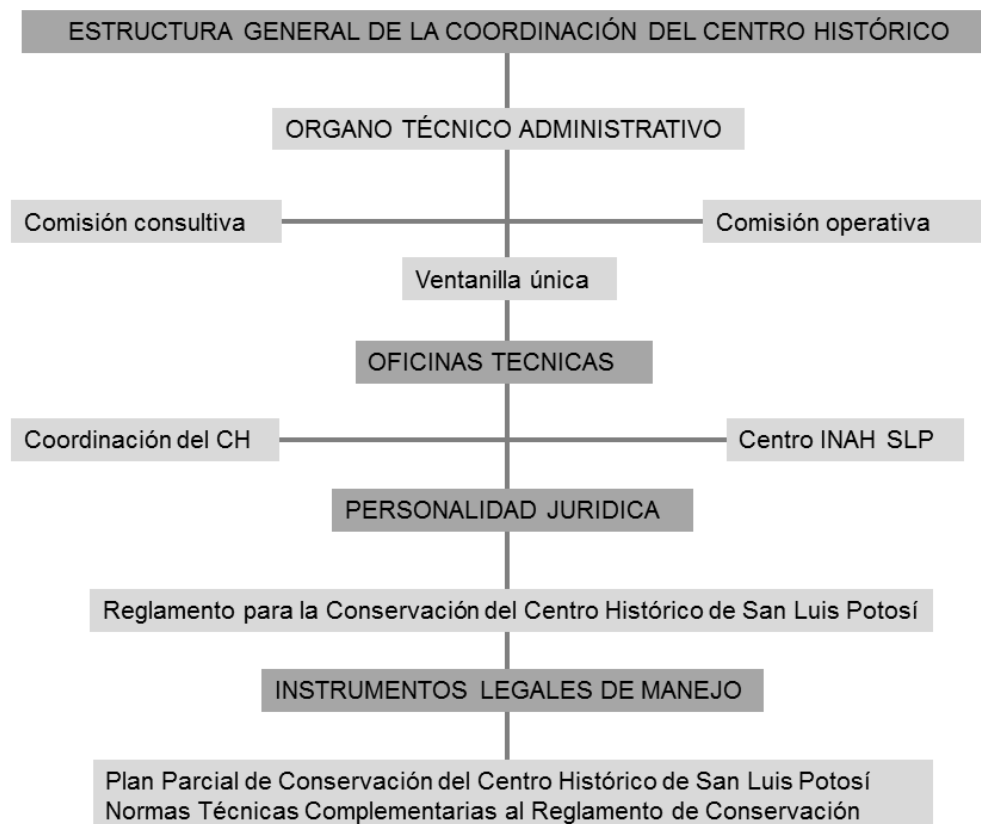 ESTRUCTURA GENERAL DE LA COORDINACIÓN DEL CENTRO HISTÓRICO
ORGANO TÉCNICO ADMINISTRATIVO
Comisión consultiva
Comisión operativa
Ventanilla única
OFICINAS TECNICAS
Coordinación del CH
Centro INAH SLP
PERSONALIDAD JURIDICA
Reglamento para la Conservación del Centro Histórico de San Luis Potosí
INSTRUMENTOS LEGALES DE MANEJO
Plan Parcial de Conservación del Centro Histórico de San Luis Potosí
Normas Técnicas Complementarias al Reglamento de Conservación